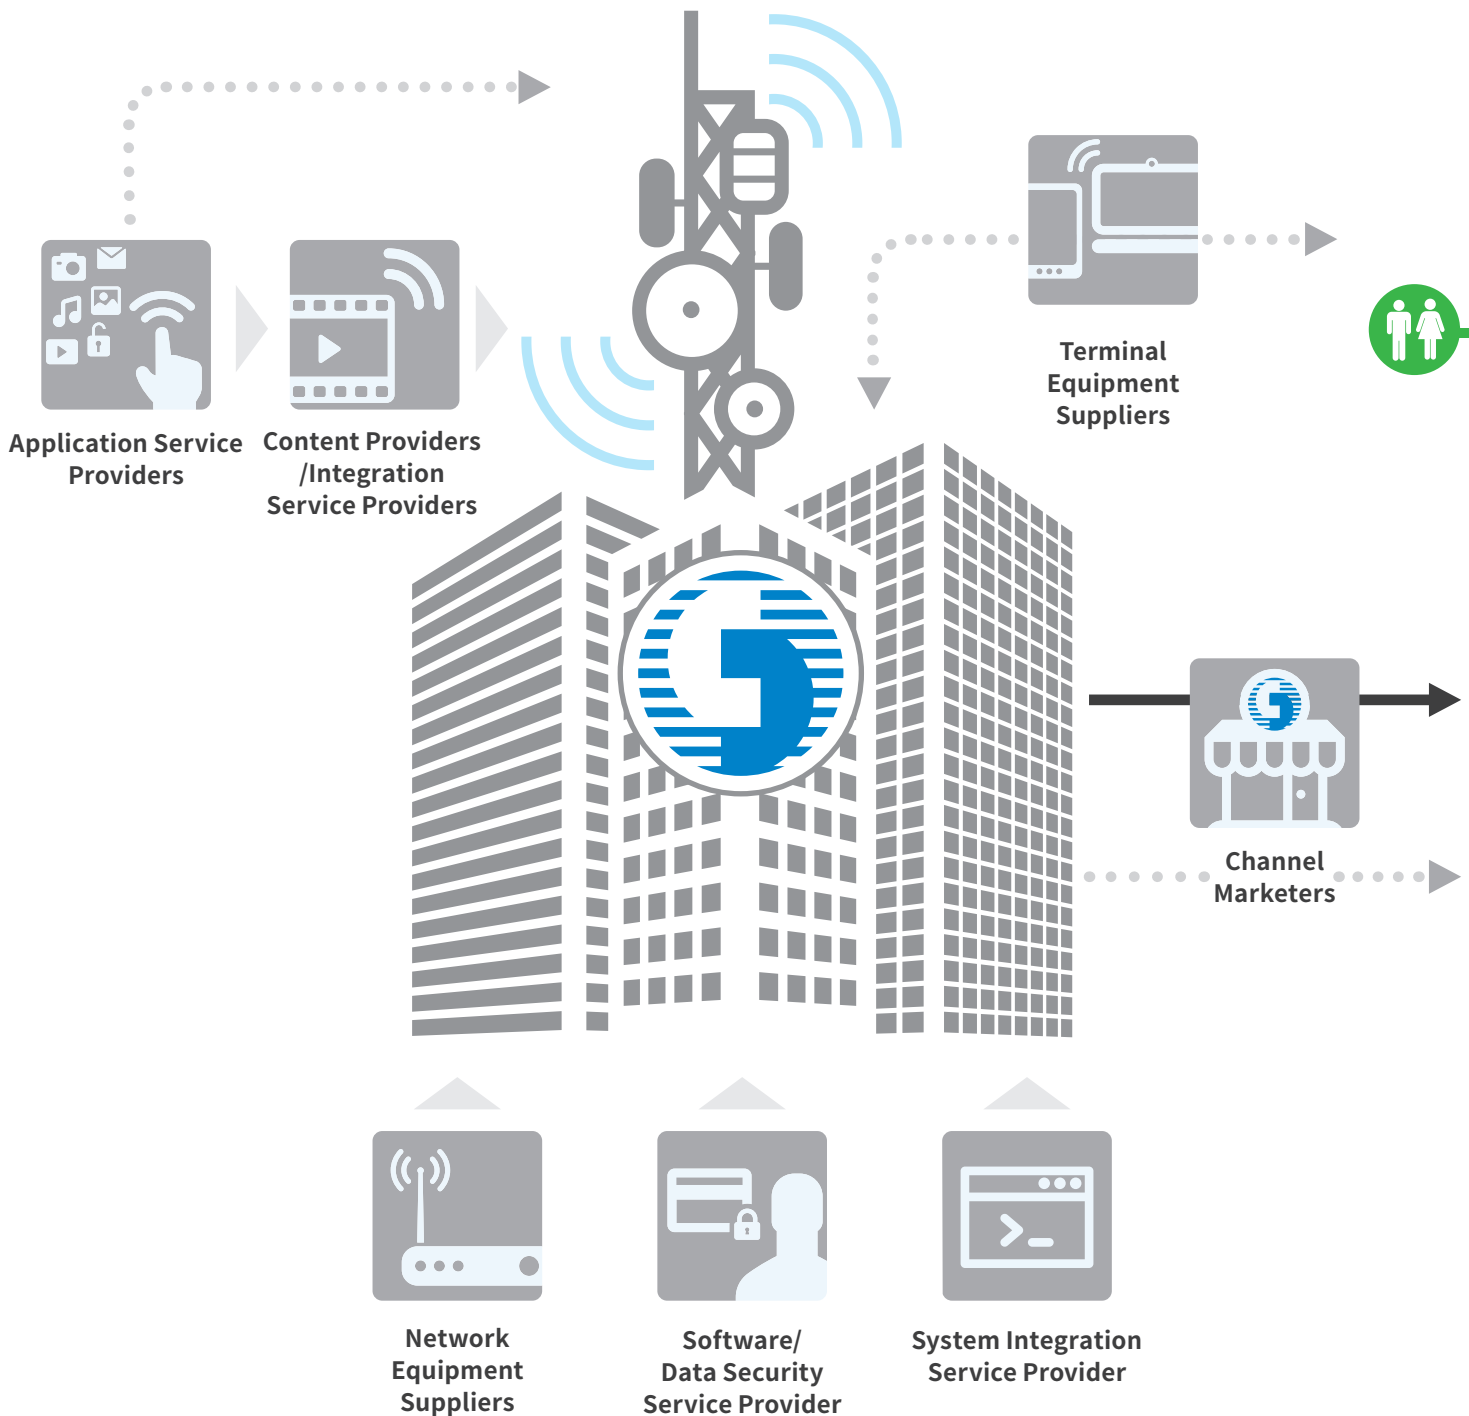 Terminal
Equipment
Suppliers
Application Service
Providers
Content Providers
/Integration
Service Providers
Channel
Marketers
Network
Equipment
Suppliers
Software/
Data Security
Service Provider
System Integration
Service Provider